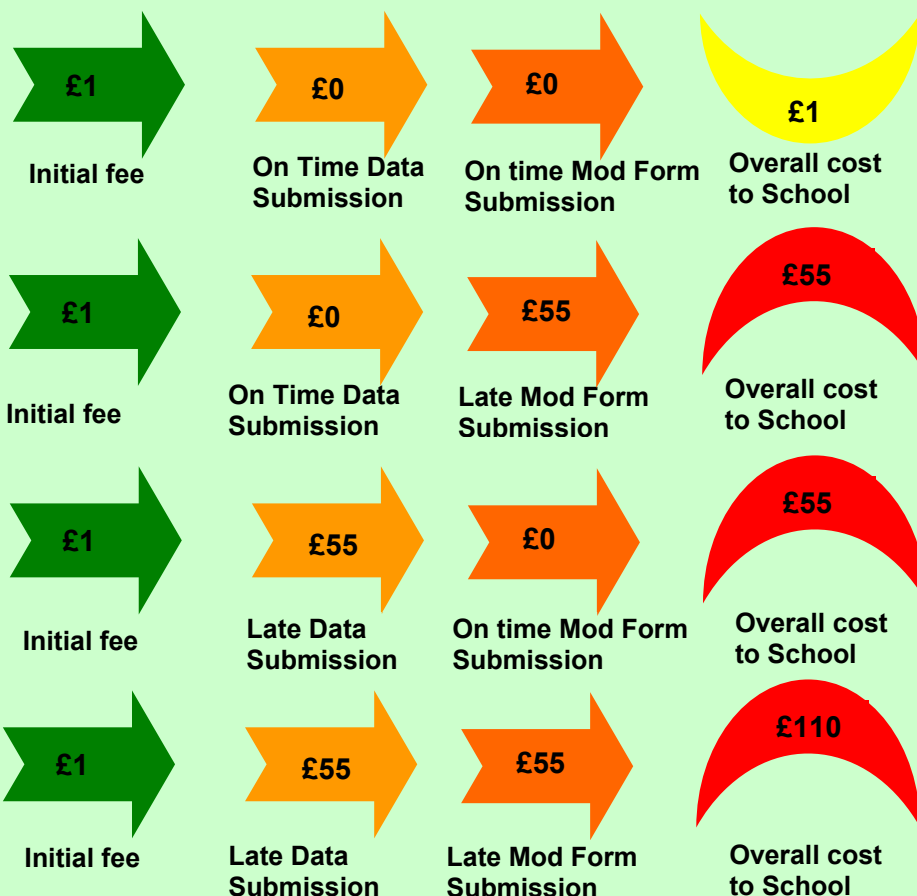 £1
£0
£0
£1
Initial fee
On Time Data
Submission
On time Mod Form
Submission
Overall cost
to School
£1
£0
£55
£55
Initial fee
On Time Data
Submission
Late Mod Form
Submission
Overall cost
to School
£1
£55
£0
£55
Initial fee
Late Data
Submission
On time Mod Form
Submission
Overall cost
to School
£1
£55
£55
£110
Initial fee
Late Data
Submission
Late Mod Form
Submission
Overall cost
to School